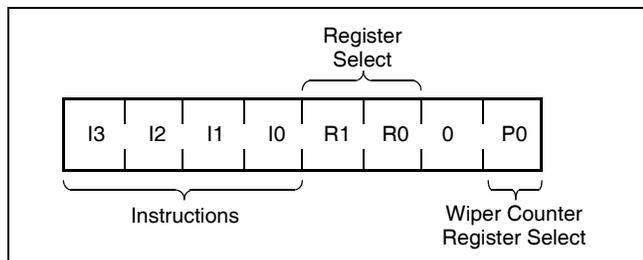 Register
Select
I3 I2 I1 I0 R1 R0 0 P0
Instructions
Wiper Counter
Register Select